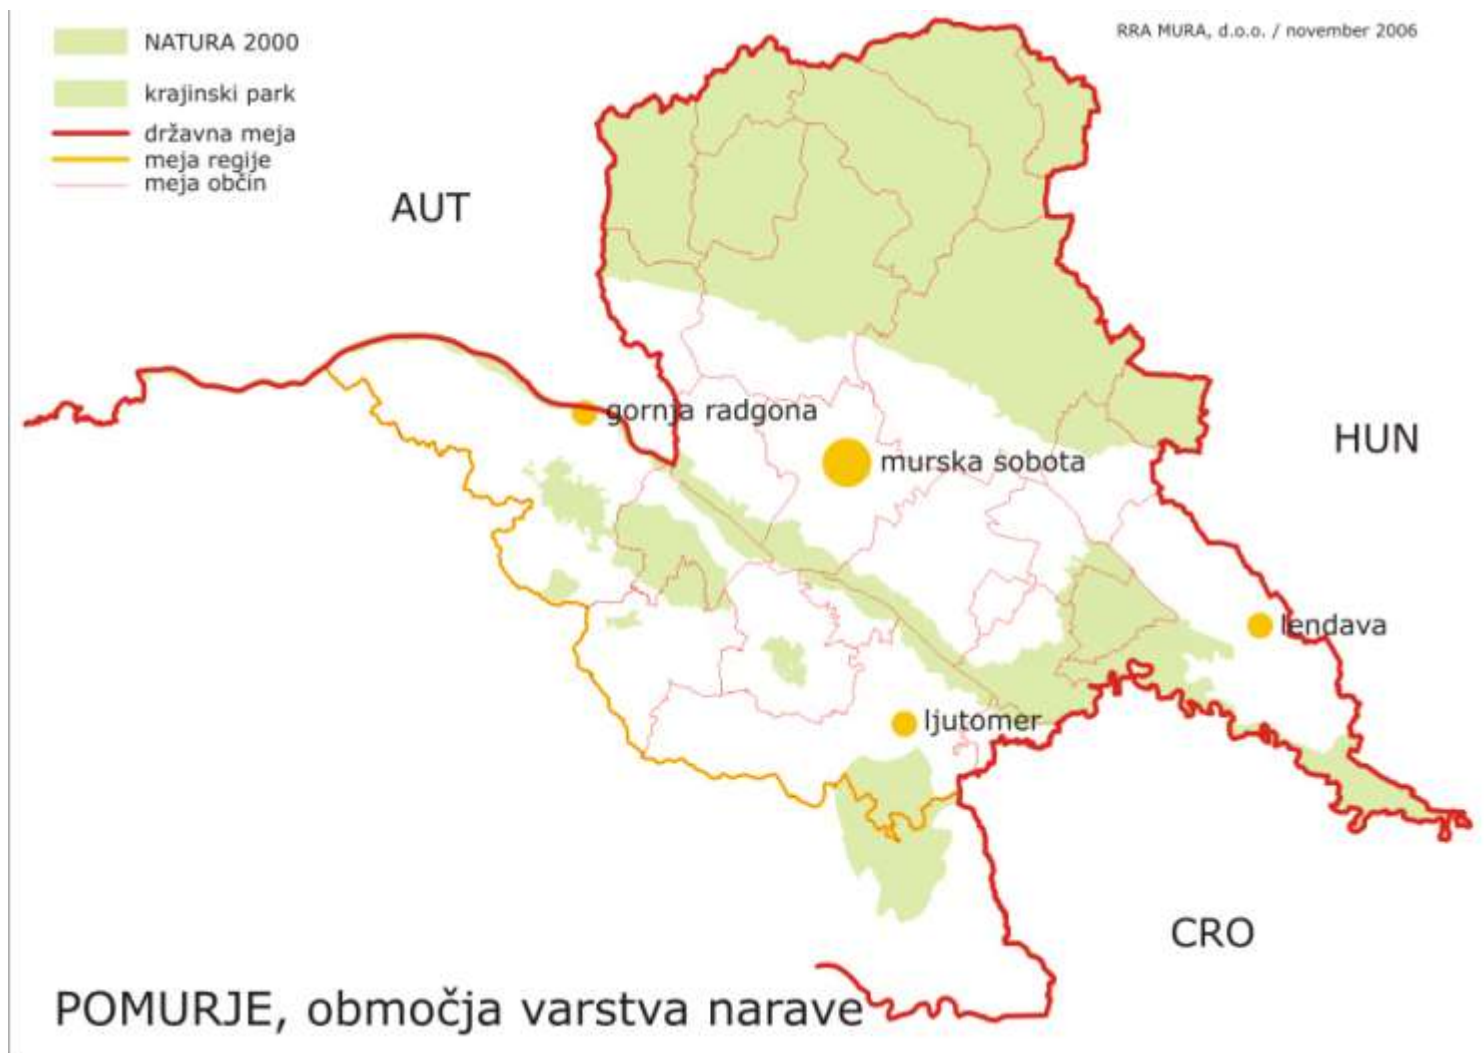 NATURA 2000
krajinski park
državna meja
meja regije
meja občin
RRA MURA, d.o.o. / november 2006
AUT
gornja radgona
murska sobota
HUN
lendava
ljutomer
CRO
POMURJE, območja varstva narave